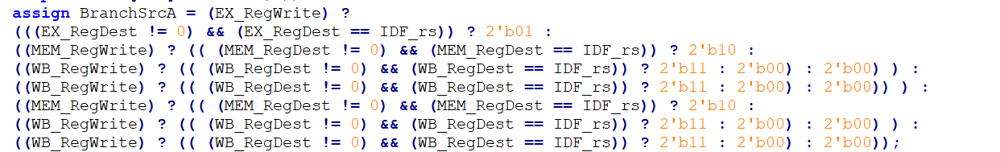 assign BranchSrcA = (EX_RegWrite) ?
(((EX_RegDest != 0) && (EX_RegDest == IDF_rs)) ? 2'b01 :
((MEM_RegWrite) ? (( (MEM_RegDest != 0) && (MEM_RegDest == IDF_rs)) ? 2'b10 :
((WB_RegWrite) ? (( (WB_RegDest != 0) && (WB_RegDest == IDF_rs)) ? 2'b11 : 2'b00) : 2'b00) ) :
((WB_RegWrite) ? (( (WB_RegDest != 0) && (WB_RegDest == IDF_rs)) ? 2'b11 : 2'b00) : 2'b00)) ) :
((MEM_RegWrite) ? (( (MEM_RegDest != 0) && (MEM_RegDest == IDF_rs)) ? 2'b10 :
((WB_RegWrite) ? (( (WB_RegDest != 0) && (WB_RegDest == IDF_rs)) ? 2'b11 : 2'b00) : 2'b00) ) :
((WB_RegWrite) ? (( (WB_RegDest != 0) && (WB_RegDest == IDF_rs)) ? 2'b11 : 2'b00) : 2'b00));